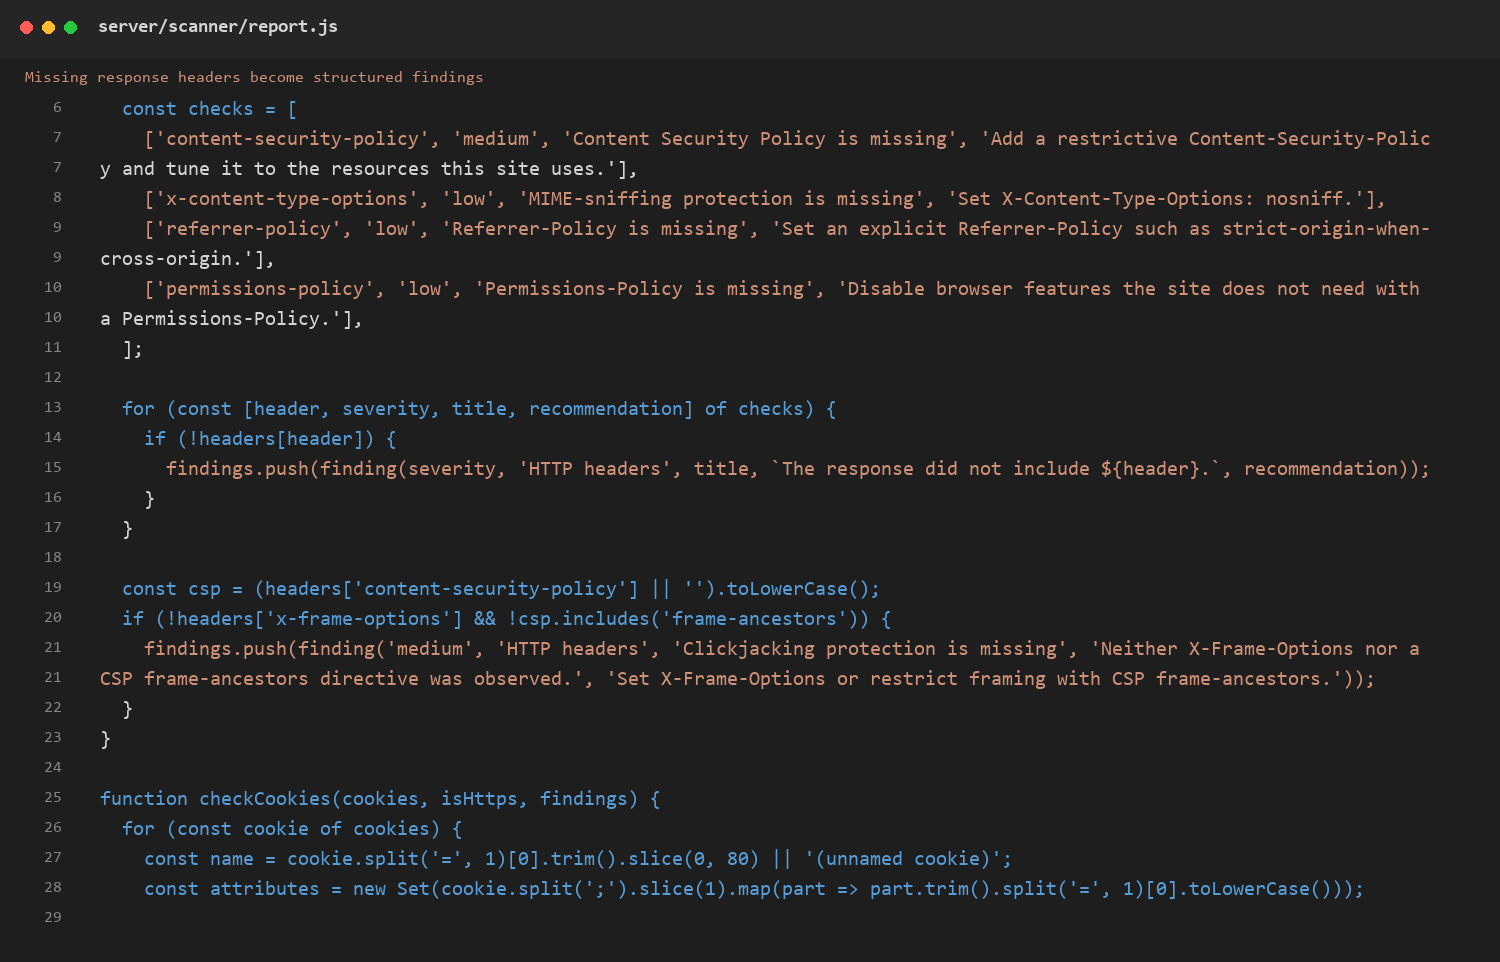 server/scanner/report.js
Missing response headers become structured findings
6 const checks = [
7 ['content-security-policy', 'medium', 'Content Security Policy is missing', 'Add a restrictive Content-Security-Polic
7 y and tune it to the resources this site uses.'],
8 ['x-content-type-options', 'low', 'MIME-sniffing protection is missing', 'Set X-Content-Type-Options: nosniff.'],
9 ['referrer-policy', 'low', 'Referrer-Policy is missing', 'Set an explicit Referrer-Policy such as strict-origin-when-
9 cross-origin.'],
10 ['permissions-policy', 'low', 'Permissions-Policy is missing', 'Disable browser features the site does not need with
10 a Permissions-Policy.'],
11 ];
12
13 for (const [header, severity, title, recommendation] of checks) {
14 if (!headers[header]) {
15 findings.push(finding(severity, 'HTTP headers', title, `The response did not include ${header}.`, recommendation));
16 }
17 }
18
19 const csp = (headers['content-security-policy'] || '').toLowerCase();
20 if (!headers['x-frame-options'] && !csp.includes('frame-ancestors')) {
21 findings.push(finding('medium', 'HTTP headers', 'Clickjacking protection is missing', 'Neither X-Frame-Options nor a
21 CSP frame-ancestors directive was observed.', 'Set X-Frame-Options or restrict framing with CSP frame-ancestors.'));
22 }
23 }
24
25 function checkCookies(cookies, isHttps, findings) {
26 for (const cookie of cookies) {
27 const name = cookie.split('=', 1)[0].trim().slice(0, 80) || '(unnamed cookie)';
28 const attributes = new Set(cookie.split(';').slice(1).map(part => part.trim().split('=', 1)[0].toLowerCase()));
29